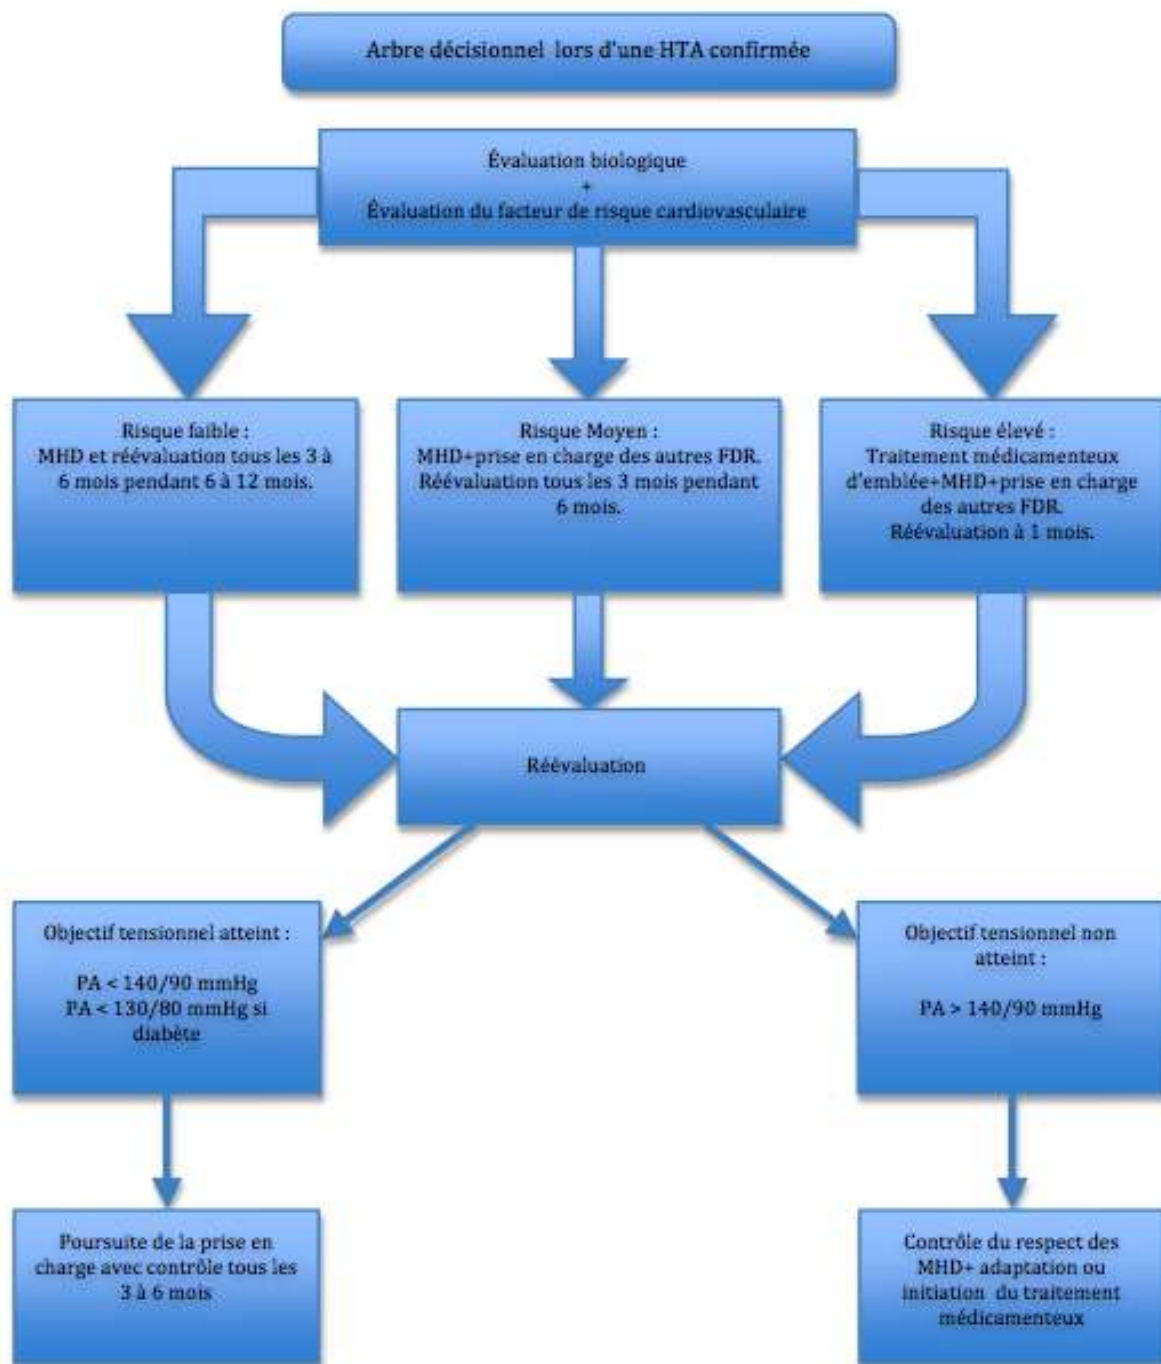 Arbre décisionnel lors d'une HTA confirmée
Évaluation biologique
+
Évaluation du facteur de risque cardiovasculaire
Risque faible :
MHD et réévaluation tous les 3 à
6 mois pendant 6 à 12 mois.
Risque Moyen :
MHD+prise en charge des autres FDR.
Réévaluation tous les 3 mois pendant
6 mois.
Risque élevé :
Traitement médicamenteux
d'emblée+MHD+prise en charge
des autres FDR.
Réévaluation à 1 mois.
Réévaluation
Objectif tensionnel atteint :
PA < 140/90 mmHg
PA < 130/80 mmHg si
diabète
Objectif tensionnel non
atteint :
PA > 140/90 mmHg
Poursuite de la prise en
charge avec contrôle tous les
3 à 6 mois
Contrôle du respect des
MHD+ adaptation ou
initiation du traitement
médicamenteux